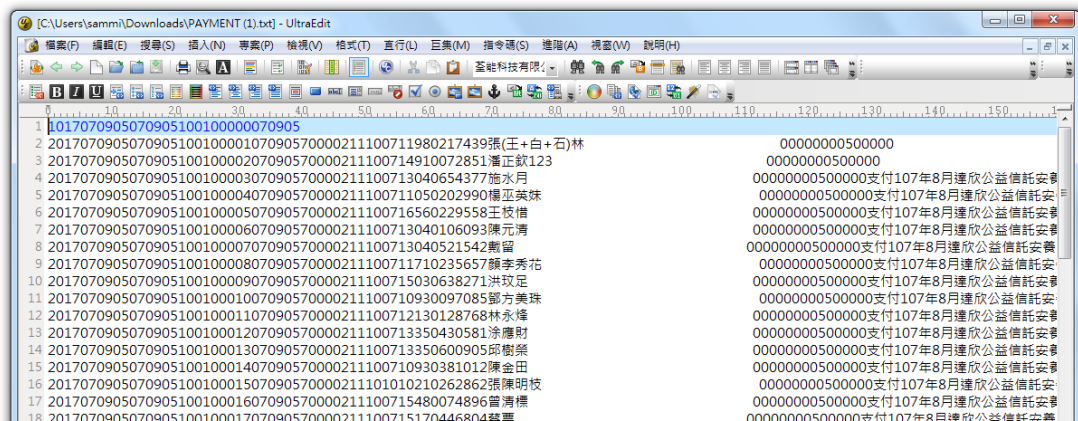 [C:\Users\sammi\Downloads\PAYMENT (1).txt] - UltraEdit
檔案(F) 編輯(E) 搜尋(S) 插入(N) 專案(P) 檢視(V) 格式(T) 直行(L) 巨集(M) 指令碼(S) 進階(A) 視窗(W) 說明(H)
荃能科技有限
B I U
0 10 20 30 40 50 60 70 80 90 100 110 120 130 140 150
1 1017070905070905100100000070905
2 20170709050709051001000010709057000021110071198021​7439張(王+白+石)林 00000000500000
3 2017070905070905100100002070905700002111007149100728​51潘正欽123 00000000500000
4 201707090507090510010000307090570000211100713040654377施水月 00000000500000支付107年8月達欣公益信託安養
5 201707090507090510010000407090570000211100711050202990楊巫英妹 00000000500000支付107年8月達欣公益信託安
6 201707090507090510010000507090570000211100716560229558王枝惜 00000000500000支付107年8月達欣公益信託安養
7 201707090507090510010000607090570000211100713040106093陳元清 00000000500000支付107年8月達欣公益信託安養
8 201707090507090510010000707090570000211100713040521542戴留 00000000500000支付107年8月達欣公益信託安養
9 201707090507090510010000807090570000211100711710235657顏李秀花 00000000500000支付107年8月達欣公益信託安
10 201707090507090510010000907090570000211100715030638271洪玟足 00000000500000支付107年8月達欣公益信託安養
11 201707090507090510010001007090570000211100710930097085鄧方美珠 00000000500000支付107年8月達欣公益信託安
12 201707090507090510010001107090570000211100712130128768林永烽 00000000500000支付107年8月達欣公益信託安養
13 201707090507090510010001207090570000211100713350430581涂應財 00000000500000支付107年8月達欣公益信託安養
14 201707090507090510010001307090570000211100713350600905邱樹榮 00000000500000支付107年8月達欣公益信託安養
15 201707090507090510010001407090570000211100710930381012陳金田 00000000500000支付107年8月達欣公益信託安養
16 201707090507090510010001507090570000211101010210262862張陳明枝 00000000500000支付107年8月達欣公益信託安
17 201707090507090510010001607090570000211100715480074896曾清標 00000000500000支付107年8月達欣公益信託安養
18 201707090507090510010001707090570000211100715170446804蔡票 00000000500000支付107年8月達欣公益信託安養